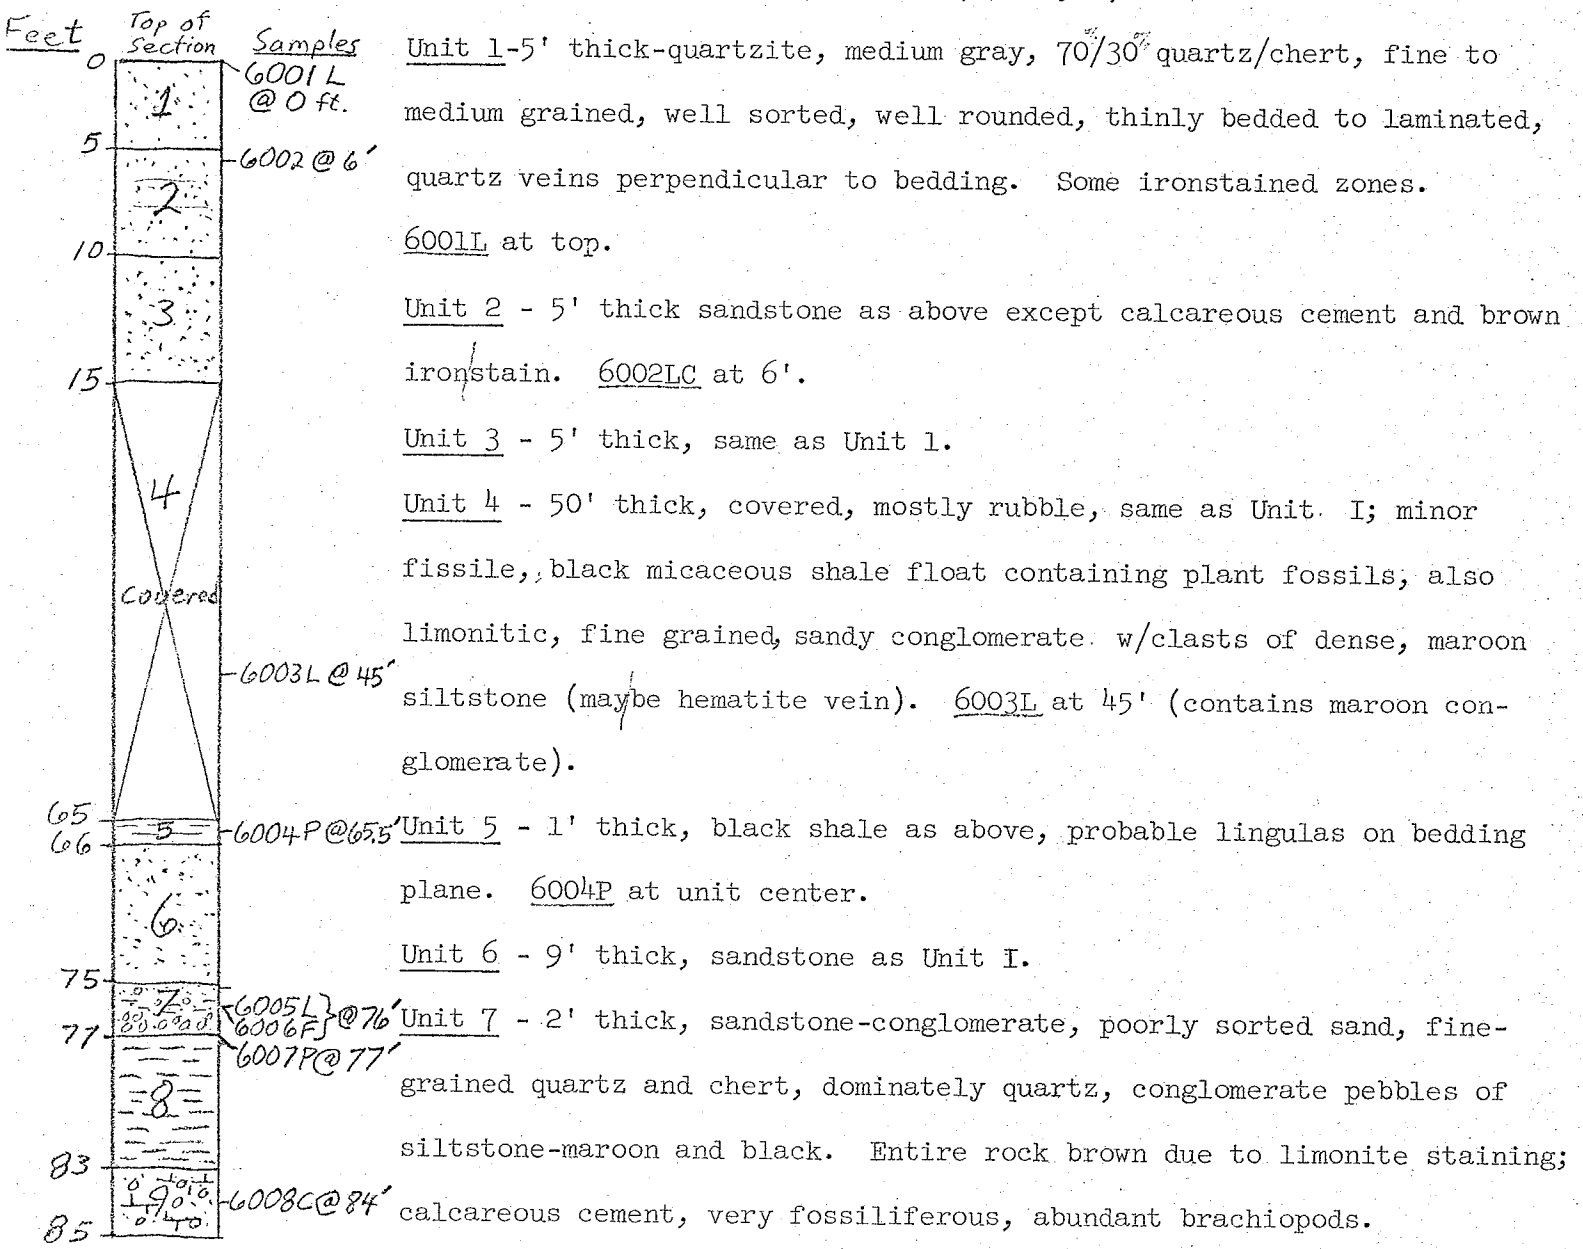 Feet
Top of
Section
Samples
0
6001L
@ 0 ft.
1
5
6002 @ 6'
2
10
3
15
4
Covered
6003L @ 45'
65
5
6004P @ 65.5'
66
6
75
7
6005L } @ 76'
6006F
77
6007P @ 77'
8
83
9
6008C @ 84'
85
Unit 1-5' thick-quartzite, medium gray, 70%/30% quartz/chert, fine to
medium grained, well sorted, well rounded, thinly bedded to laminated,
quartz veins perpendicular to bedding. Some ironstained zones.
6001L at top.
Unit 2 - 5' thick sandstone as above except calcareous cement and brown
iron/stain. 6002LC at 6'.
Unit 3 - 5' thick, same as Unit 1.
Unit 4 - 50' thick, covered, mostly rubble, same as Unit I; minor
fissile, black micaceous shale float containing plant fossils, also
limonitic, fine grained, sandy conglomerate w/clasts of dense, maroon
siltstone (may/be hematite vein). 6003L at 45' (contains maroon con-
glomerate).
Unit 5 - 1' thick, black shale as above, probable lingulas on bedding
plane. 6004P at unit center.
Unit 6 - 9' thick, sandstone as Unit I.
Unit 7 - 2' thick, sandstone-conglomerate, poorly sorted sand, fine-
grained quartz and chert, dominately quartz, conglomerate pebbles of
siltstone-maroon and black. Entire rock brown due to limonite staining;
calcareous cement, very fossiliferous, abundant brachiopods.